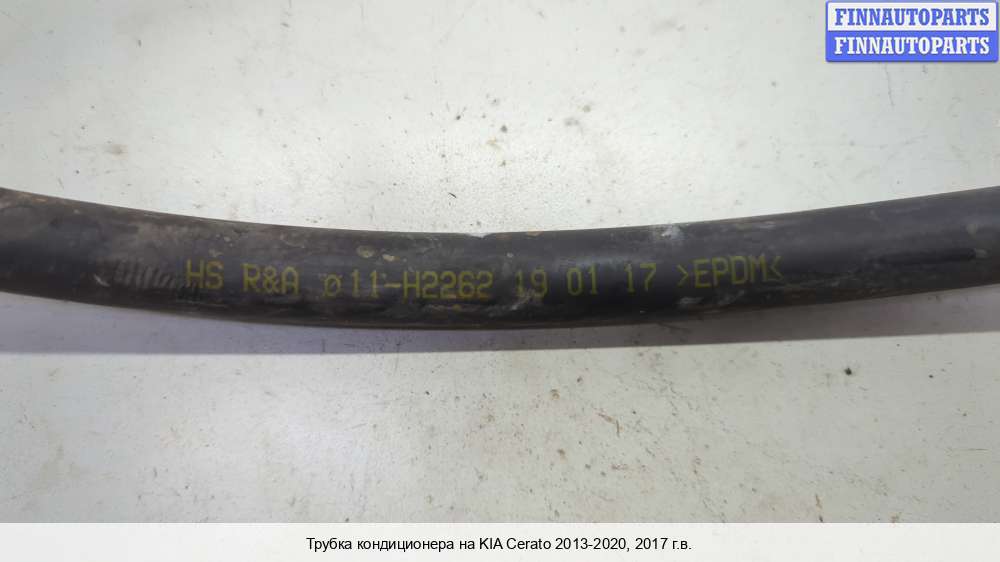 FINNAUTOPARTS
FINNAUTOPARTS
HS R&A ø11-H2262 19 01 17 >EPDM<
Трубка кондиционера на KIA Cerato 2013-2020, 2017 г.в.